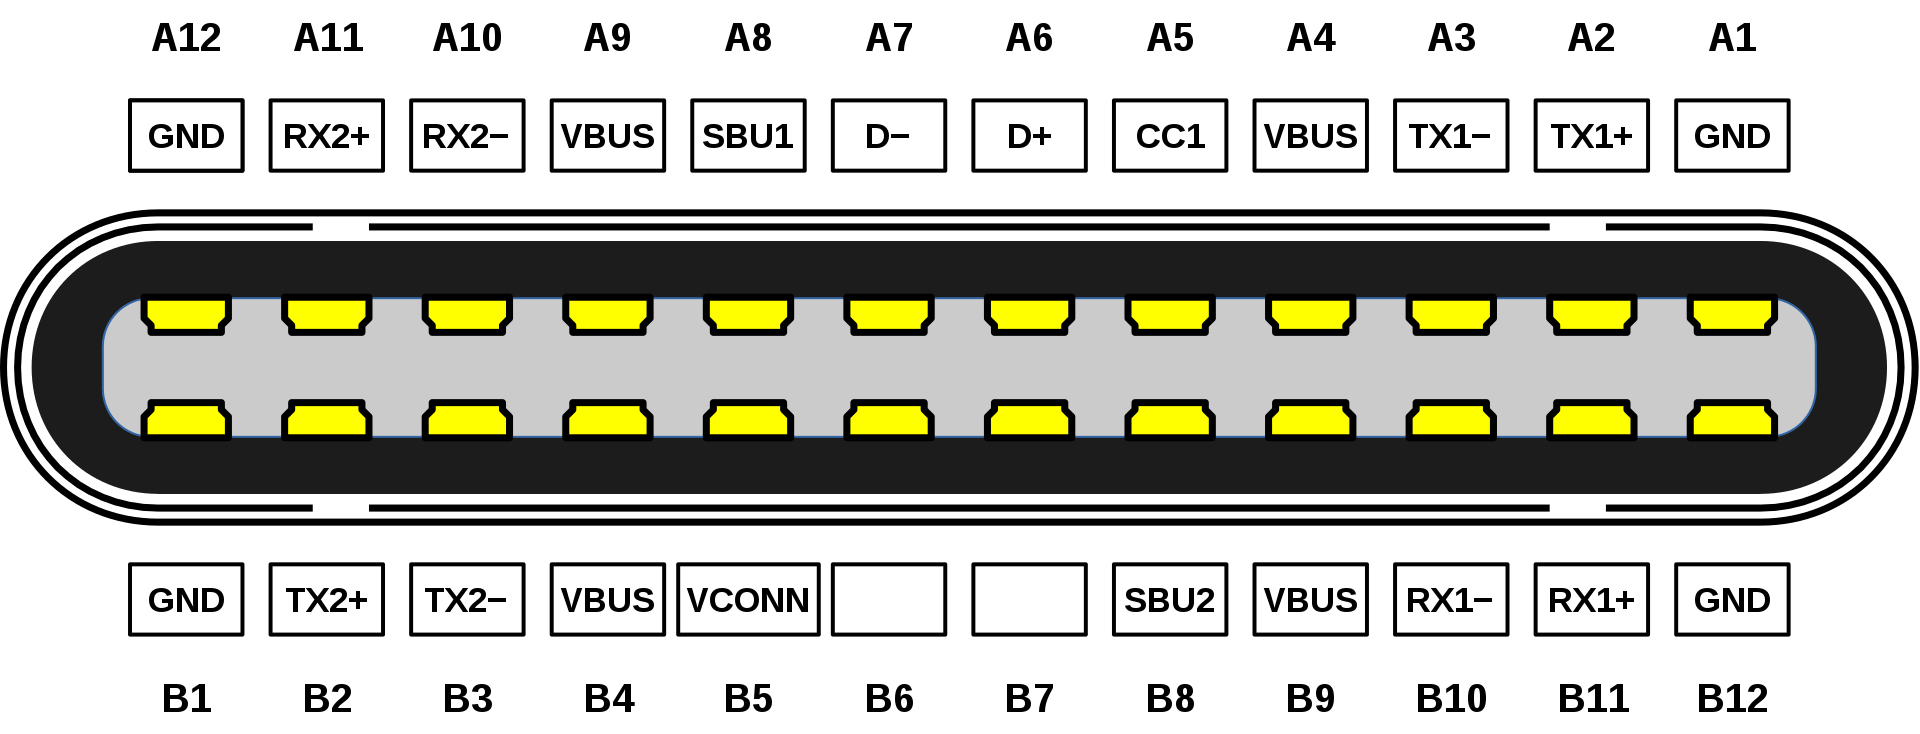 A12 A11 A10 A9 A8 A7 A6 A5 A4 A3 A2 A1
GND RX2+ RX2− VBUS SBU1 D− D+ CC1 VBUS TX1− TX1+ GND
GND TX2+ TX2− VBUS VCONN SBU2 VBUS RX1− RX1+ GND
B1 B2 B3 B4 B5 B6 B7 B8 B9 B10 B11 B12